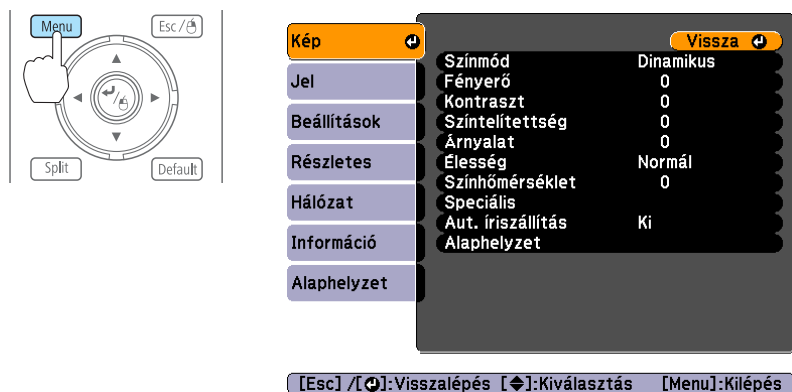 Menu
Esc /
Split
Default
Kép
Jel
Beállítások
Részletes
Hálózat
Információ
Alaphelyzet
Vissza
Színmód Dinamikus
Fényerő 0
Kontraszt 0
Színtelítettség 0
Árnyalat 0
Élesség Normál
Színhőmérséklet 0
Speciális
Aut. íriszállítás Ki
Alaphelyzet
[Esc] /[⏎]:Visszalépés [◆]:Kiválasztás [Menu]:Kilépés